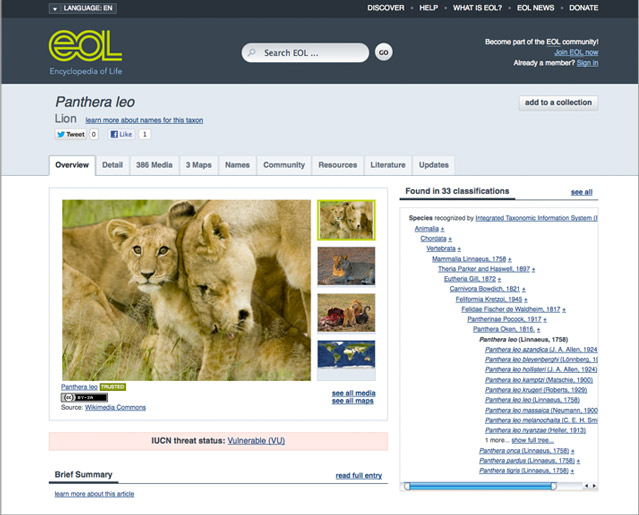 LANGUAGE: EN
DISCOVER • HELP • WHAT IS EOL? • EOL NEWS • DONATE
eOL
Encyclopedia of Life
Search EOL ...
GO
Become part of the EOL community!
Join EOL now
Already a member? Sign in
Panthera leo
Lion learn more about names for this taxon
Tweet 0 Like 1
add to a collection
Overview Detail 386 Media 3 Maps Names Community Resources Literature Updates
Panthera leo TRUSTED
CC BY-SA
Source: Wikimedia Commons
see all media
see all maps
IUCN threat status: Vulnerable (VU)
Brief Summary read full entry
learn more about this article
Found in 33 classifications see all
Species recognized by Integrated Taxonomic Information System (I
Animalia +
Chordata +
Vertebrata +
Mammalia Linnaeus, 1758 +
Theria Parker and Haswell, 1897 +
Eutheria Gill, 1872 +
Carnivora Bowdich, 1821 +
Feliformia Kretzoi, 1945 +
Felidae Fischer de Waldheim, 1817 +
Pantherinae Pocock, 1917 +
Panthera Oken, 1816, +
Panthera leo (Linnaeus, 1758)
Panthera leo azandica (J. A. Allen, 1924
Panthera leo bleyenberghi (Lönnberg, 1
Panthera leo hollisteri (J. A. Allen, 1924)
Panthera leo kamptzi (Matschie, 1900)
Panthera leo krugeri (Roberts, 1929)
Panthera leo leo (Linnaeus, 1758)
Panthera leo massaica (Neumann, 1900
Panthera leo melanochaita (C. E. H. Sm
Panthera leo nyanzae (Heller, 1913)
1 more... show full tree...
Panthera onca (Linnaeus, 1758) +
Panthera pardus (Linnaeus, 1758) +
Panthera tigris (Linnaeus, 1758) +